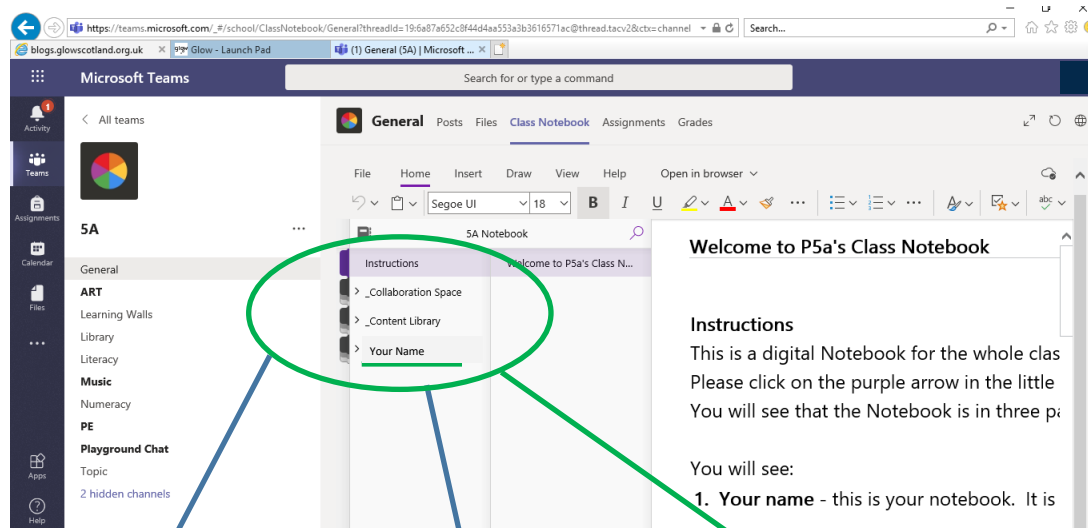 https://teams.microsoft.com/_#/school/ClassNotebook/General?threadId=19:6a87a652c8f44d4aa553a3b3616571ac@thread.tacv2&ctx=channel Search...
blogs.glowscotland.org.uk glow Glow - Launch Pad (1) General (5A) | Microsoft ...
Microsoft Teams Search for or type a command
1
Activity
Teams
Assignments
Calendar
Files
...
Apps
Help
< All teams
5A ...
General
ART
Learning Walls
Library
Literacy
Music
Numeracy
PE
Playground Chat
Topic
2 hidden channels
General Posts Files Class Notebook Assignments Grades
File Home Insert Draw View Help Open in browser
Segoe UI 18 B I U A ... ... abc
5A Notebook
Instructions
_Collaboration Space
_Content Library
Your Name
Welcome to P5a's Class N...
Welcome to P5a's Class Notebook
Instructions
This is a digital Notebook for the whole clas
Please click on the purple arrow in the little
You will see that the Notebook is in three pa
You will see:
1. Your name - this is your notebook. It is